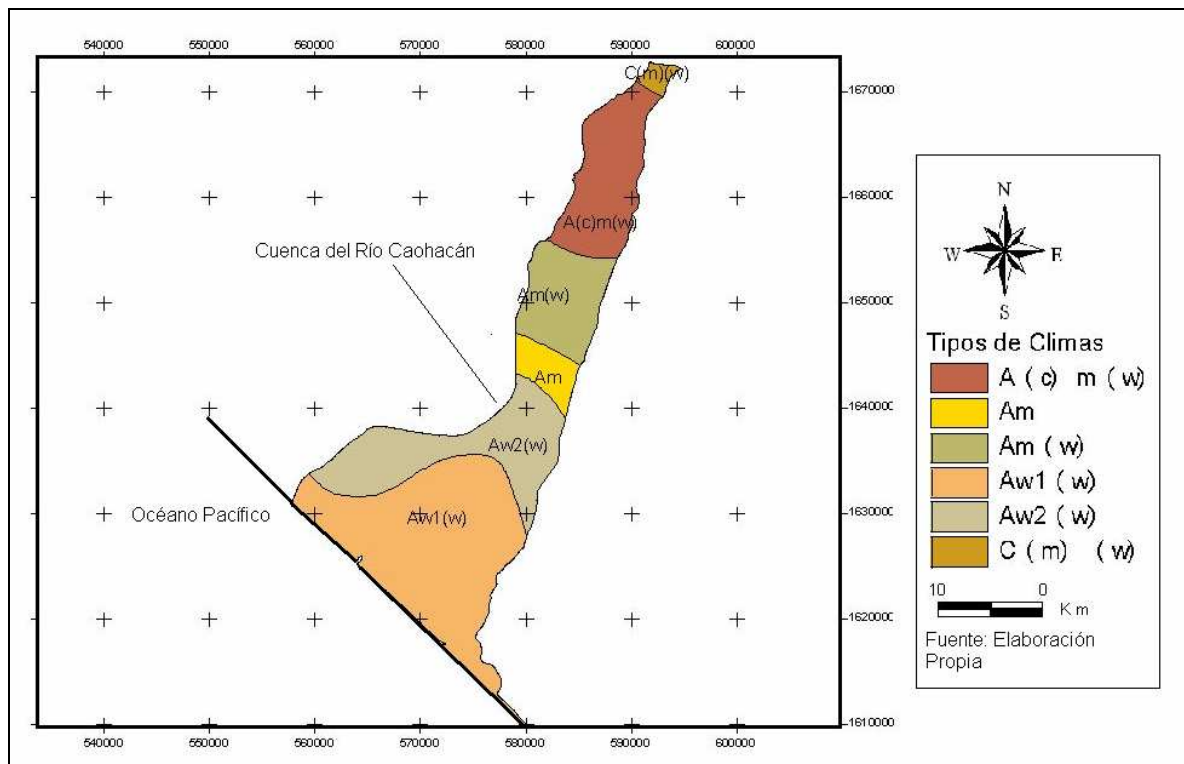 540000 550000 560000 570000 580000 590000 600000
C(m)(w)
1670000
1660000
A(c)m(w)
Cuenca del Río Caohacán
Am(w)
1650000
Am
1640000
Aw2(w)
Océano Pacífico
Aw1(w)
1630000
1620000
1610000
540000 550000 560000 570000 580000 590000 600000
N
W E
S
Tipos de Climas
A (c) m (w)
Am
Am (w)
Aw1 (w)
Aw2 (w)
C (m) (w)
10 0
Km
Fuente: Elaboración
Propia